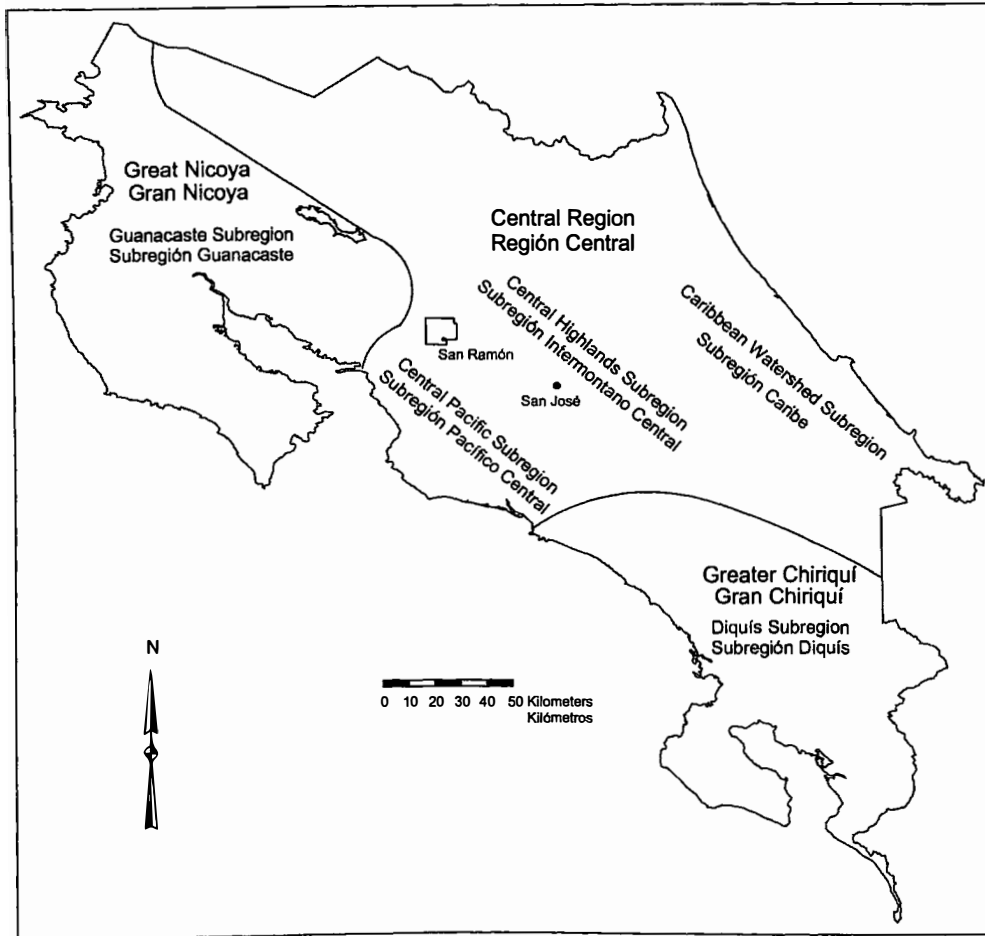 Great Nicoya
Gran Nicoya
Guanacaste Subregion
Subregión Guanacaste
Central Region
Región Central
Central Highlands Subregion
Subregión Intermontano Central
Caribbean Watershed Subregion
Subregión Caribe
San Ramón
San José
Central Pacific Subregion
Subregión Pacífico Central
Greater Chiriquí
Gran Chiriquí
Diquís Subregion
Subregión Diquís
N
0 10 20 30 40 50 Kilometers
Kilómetros